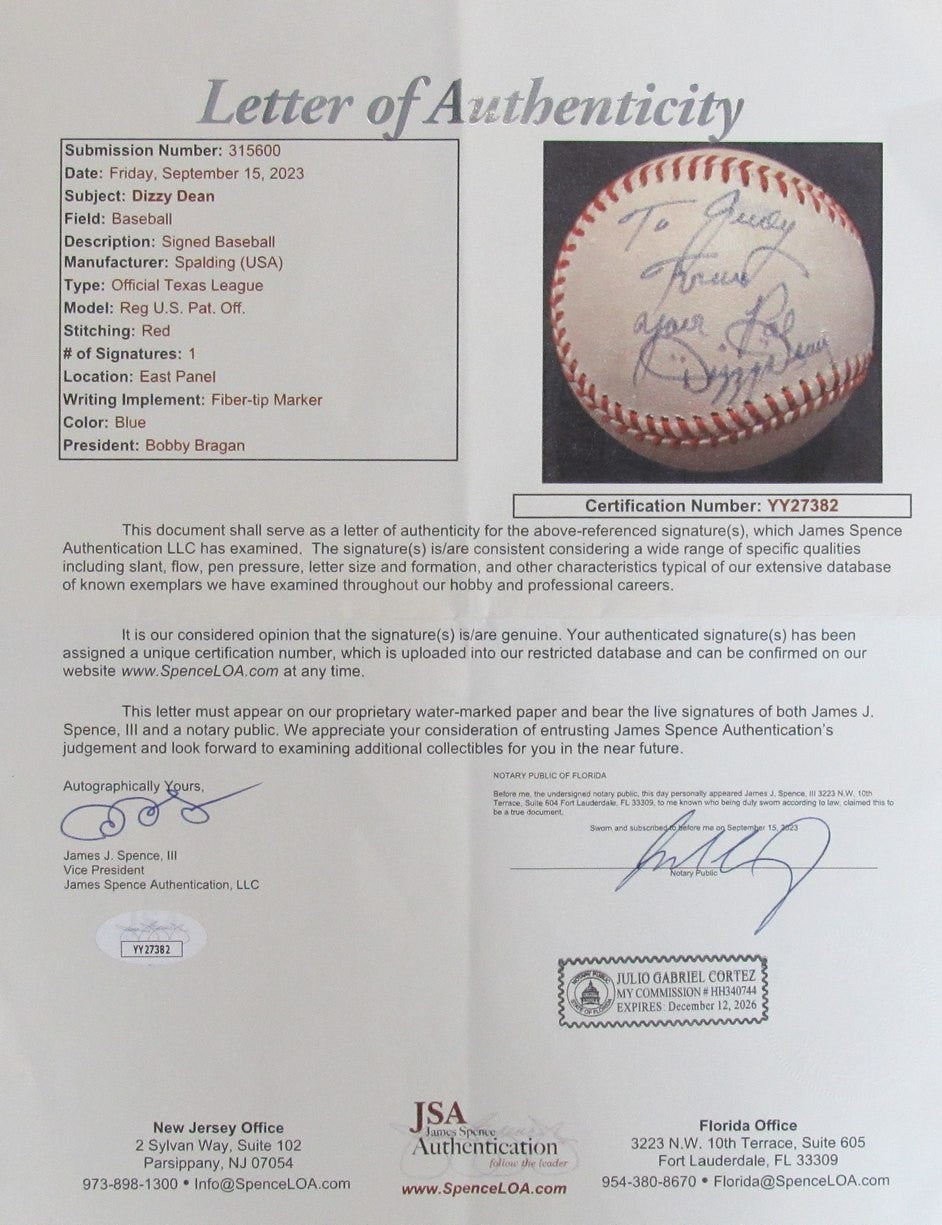 Letter of Authenticity
Submission Number: 315600
Date: Friday, September 15, 2023
Subject: Dizzy Dean
Field: Baseball
Description: Signed Baseball
Manufacturer: Spalding (USA)
Type: Official Texas League
Model: Reg U.S. Pat. Off.
Stitching: Red
# of Signatures: 1
Location: East Panel
Writing Implement: Fiber-tip Marker
Color: Blue
President: Bobby Bragan
To Judy
From
your Pal
Dizzy Dean
Certification Number: YY27382
This document shall serve as a letter of authenticity for the above-referenced signature(s), which James Spence
Authentication LLC has examined. The signature(s) is/are consistent considering a wide range of specific qualities
including slant, flow, pen pressure, letter size and formation, and other characteristics typical of our extensive database
of known exemplars we have examined throughout our hobby and professional careers.
It is our considered opinion that the signature(s) is/are genuine. Your authenticated signature(s) has been
assigned a unique certification number, which is uploaded into our restricted database and can be confirmed on our
website www.SpenceLOA.com at any time.
This letter must appear on our proprietary water-marked paper and bear the live signatures of both James J.
Spence, III and a notary public. We appreciate your consideration of entrusting James Spence Authentication's
judgement and look forward to examining additional collectibles for you in the near future.
Autographically Yours,
James J. Spence, III
Vice President
James Spence Authentication, LLC
YY27382
NOTARY PUBLIC OF FLORIDA
Before me, the undersigned notary public, this day personally appeared James J. Spence, III 3223 N.W. 10th
Terrace, Suite 604 Fort Lauderdale, FL 33309, to me known who being duly sworn according to law, claimed this to
be a true document.
Sworn and subscribed to before me on September 15, 2023
Notary Public
NOTARY PUBLIC
STATE OF FLORIDA
JULIO GABRIEL CORTEZ
MY COMMISSION # HH340744
EXPIRES: December 12, 2026
New Jersey Office
2 Sylvan Way, Suite 102
Parsippany, NJ 07054
973-898-1300 • Info@SpenceLOA.com
JSA
James Spence
Authentication
follow the leader
www.SpenceLOA.com
Florida Office
3223 N.W. 10th Terrace, Suite 605
Fort Lauderdale, FL 33309
954-380-8670 • Florida@SpenceLOA.com